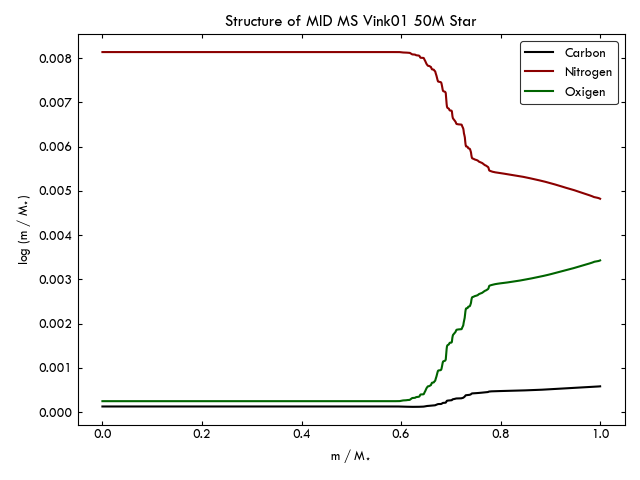 Structure of MID MS Vink01 50M Star
Carbon
Nitrogen
Oxigen
log (m / M⋆)
0.008
0.007
0.006
0.005
0.004
0.003
0.002
0.001
0.000
0.0 0.2 0.4 0.6 0.8 1.0
m / M⋆